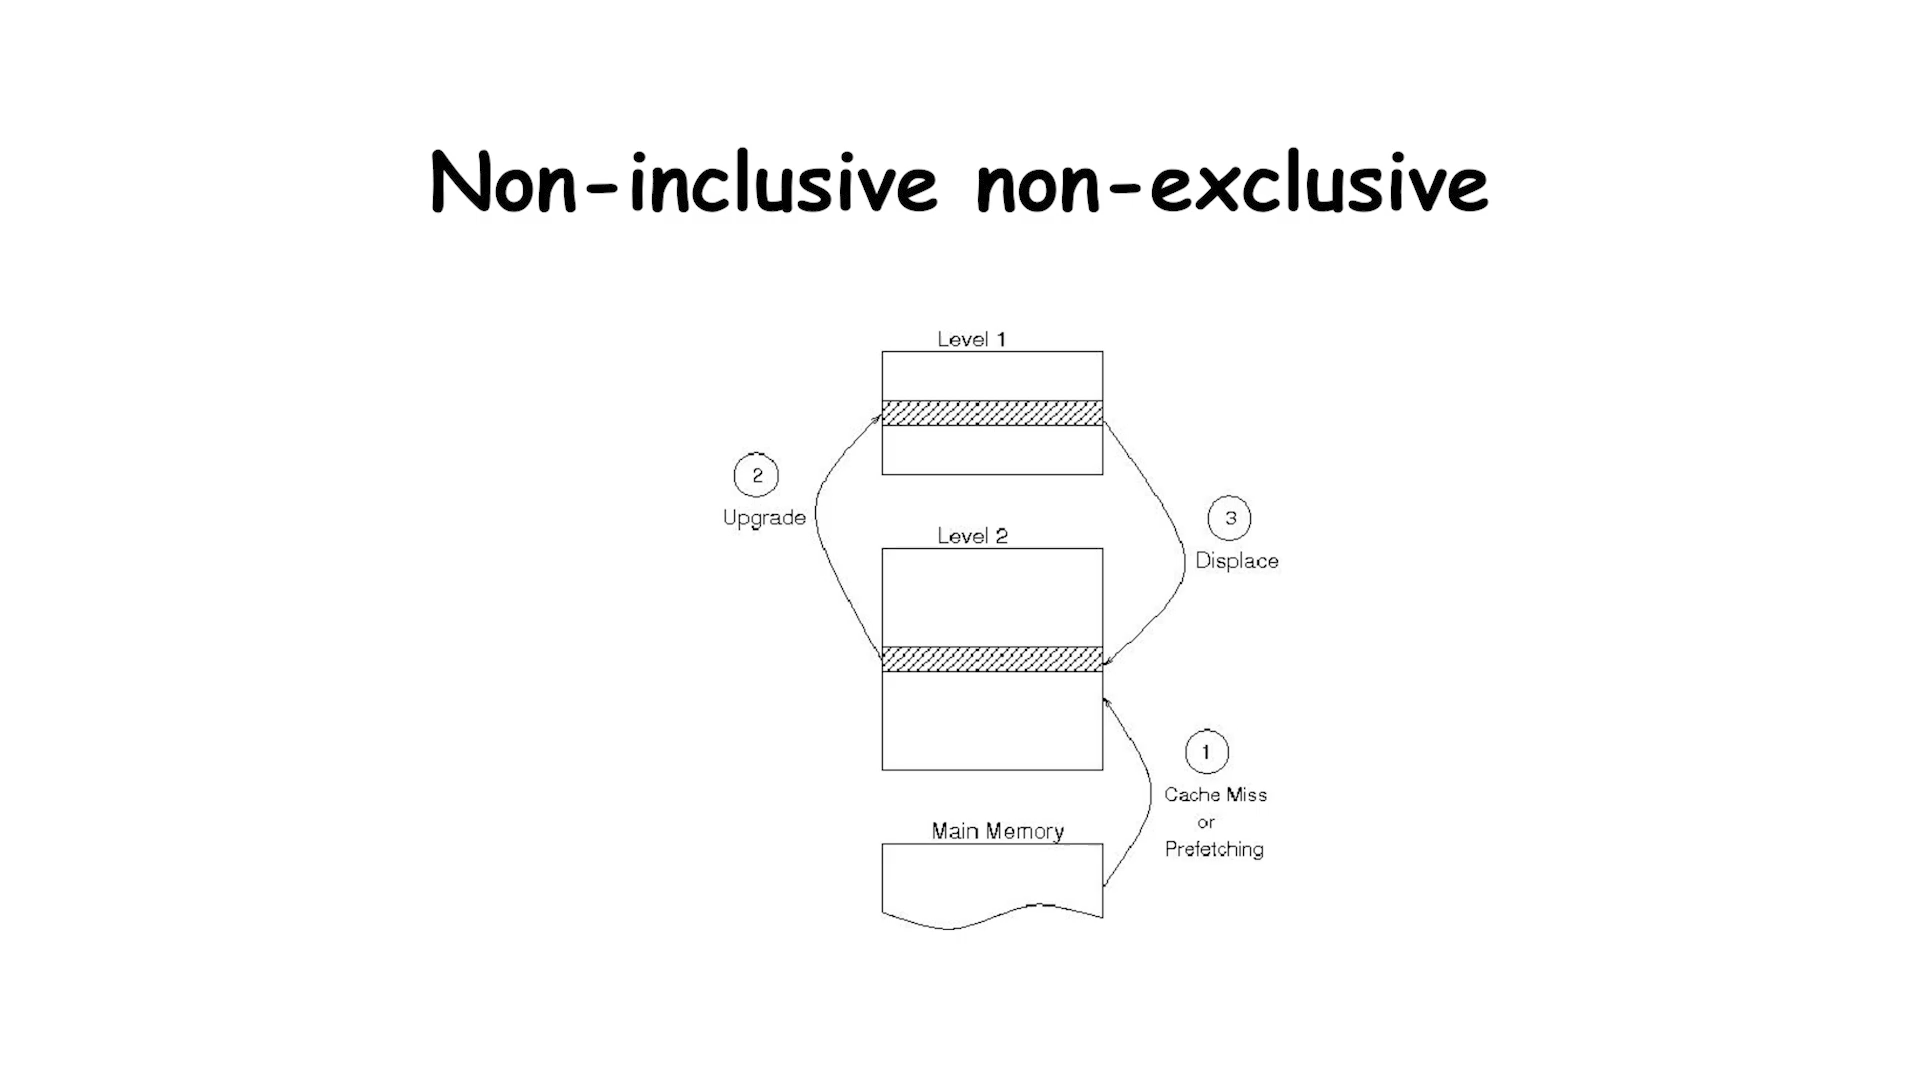 Non-inclusive non-exclusive
Level 1
2
Upgrade
3
Displace
Level 2
1
Cache Miss
or
Prefetching
Main Memory